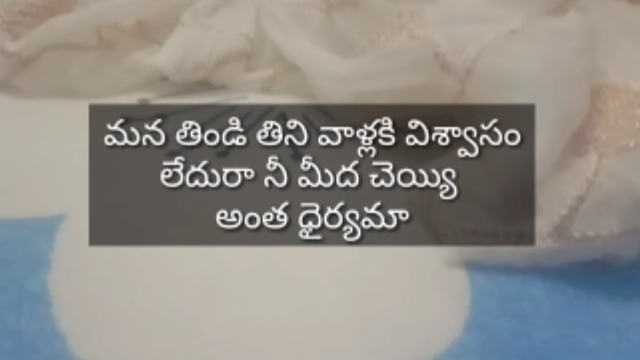 మన తిండి తిని వాళ్లకి విశ్వాసం
లేదురా నీ మీద చెయ్యి
అంత ధైర్యమా